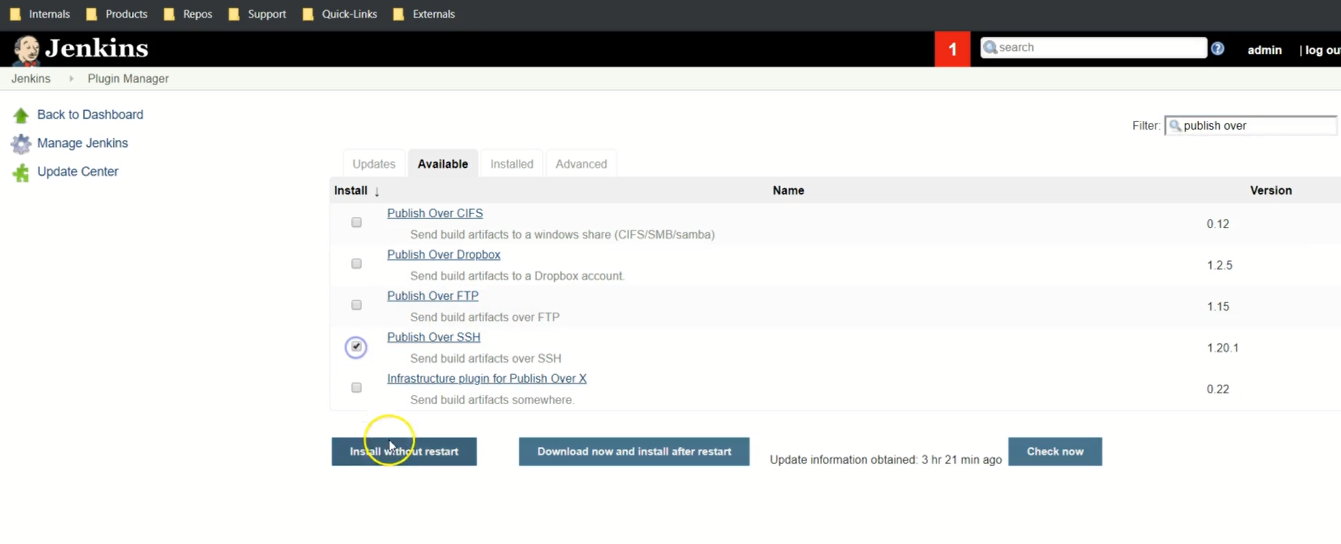 Internals Products Repos Support Quick-Links Externals
Jenkins 1 search admin | log ou
Jenkins Plugin Manager
Back to Dashboard
Manage Jenkins
Update Center
Filter: publish over
Updates Available Installed Advanced
Install ↓ Name Version
Publish Over CIFS
Send build artifacts to a windows share (CIFS/SMB/samba)
0.12
Publish Over Dropbox
Send build artifacts to a Dropbox account.
1.2.5
Publish Over FTP
Send build artifacts over FTP
1.15
Publish Over SSH
Send build artifacts over SSH
1.20.1
Infrastructure plugin for Publish Over X
Send build artifacts somewhere.
0.22
Install without restart Download now and install after restart Update information obtained: 3 hr 21 min ago Check now